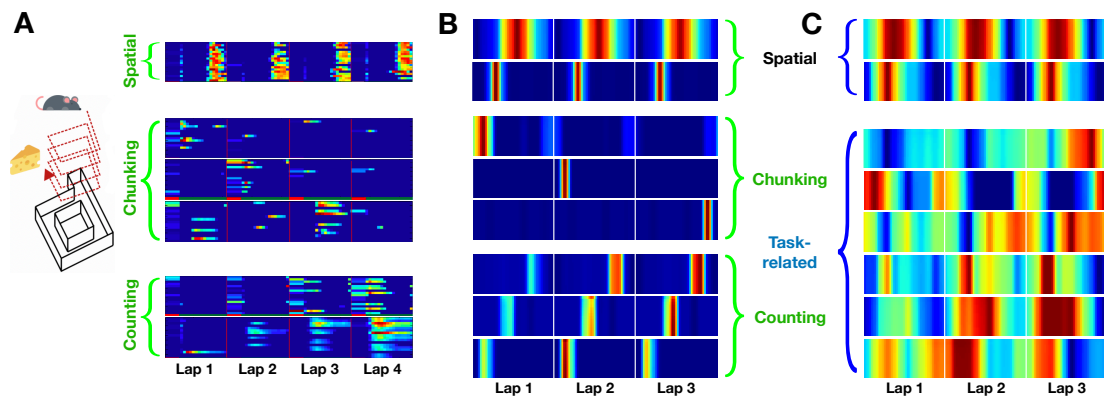 A
Spatial
Chunking
Counting
Lap 1 Lap 2 Lap 3 Lap 4
B
Spatial
Chunking
Task-
related
Counting
Lap 1 Lap 2 Lap 3
C
Lap 1 Lap 2 Lap 3